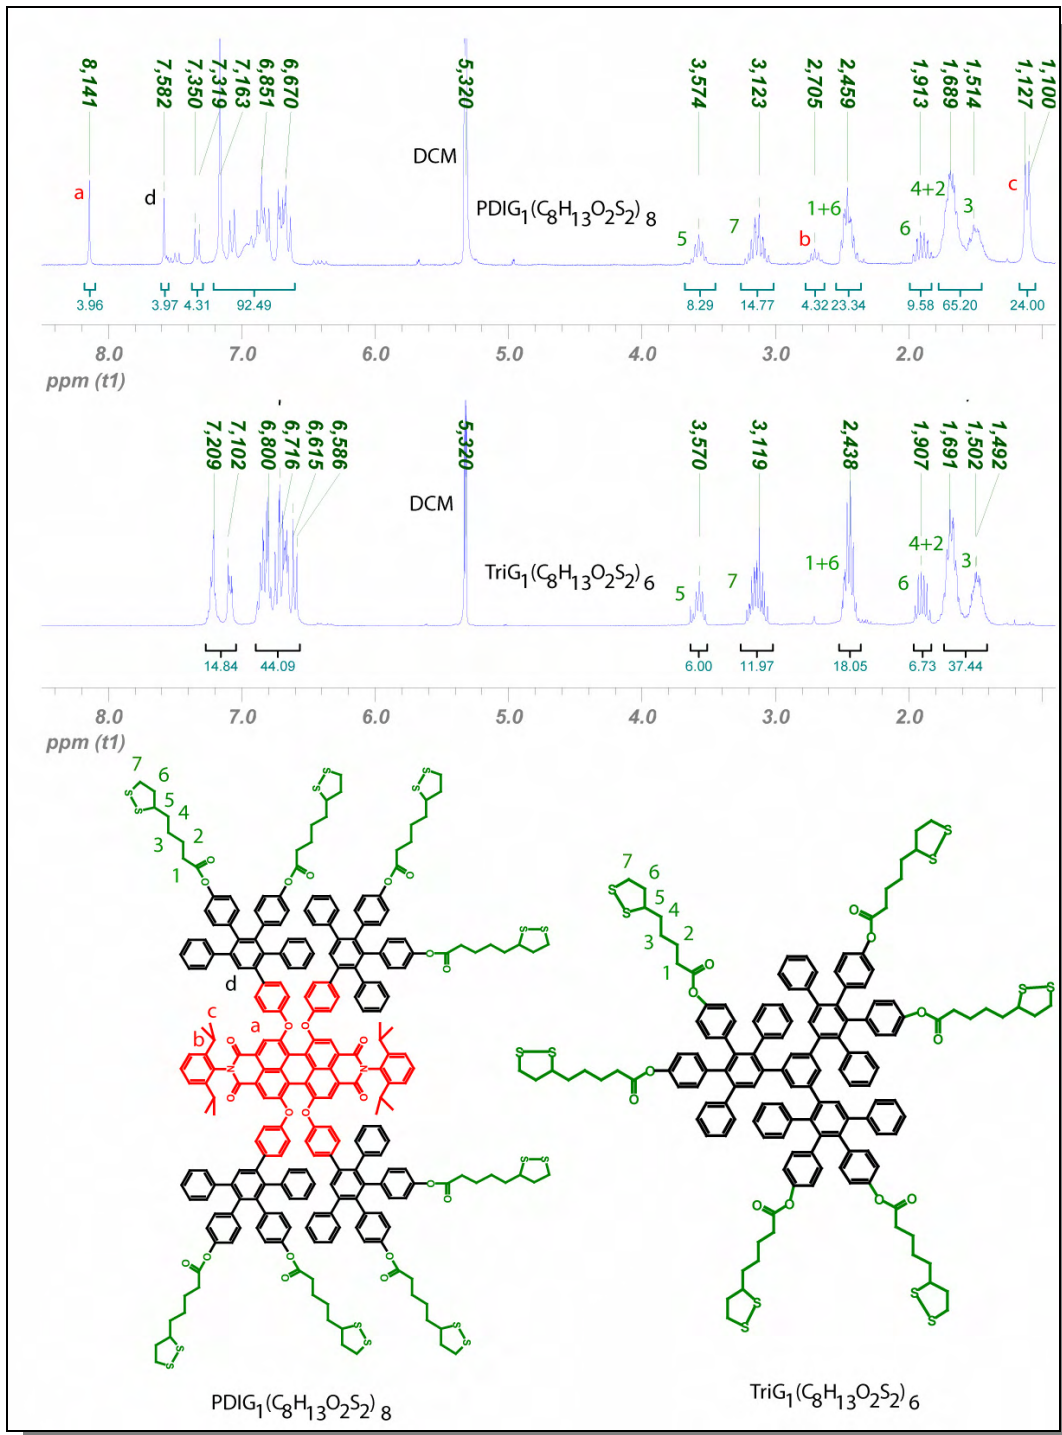 8,141 7,582 7,350 7,319 7,163 6,851 6,670 5,320 3,574 3,123 2,705 2,459 1,913 1,689 1,514 1,127 1,100
DCM
a d 5 7 b 1+6 6 4+2 3 c
PDIG1(C8H13O2S2)8
3.96 3.97 4.31 92.49 8.29 14.77 4.32 23.34 9.58 65.20 24.00
8.0 7.0 6.0 5.0 4.0 3.0 2.0
ppm (t1)
7,209 7,102 6,800 6,716 6,615 6,586 5,320 3,570 3,119 2,438 1,907 1,691 1,502 1,492
DCM
5 7 1+6 6 4+2 3
TriG1(C8H13O2S2)6
14.84 44.09 6.00 11.97 18.05 6.73 37.44
8.0 7.0 6.0 5.0 4.0 3.0 2.0
ppm (t1)
7 6 5 4 3 2 1
S S S S S S
O O O O O O
O O S S
d
c a b
O O
O O N N O O
O O
O O S S
O O O O O O
S S S S S S
PDIG1(C8H13O2S2)8
7 6 5 4 3 2 1
S S S S
O O O O
S S O O O O S S
O O O O
S S S S
TriG1(C8H13O2S2)6